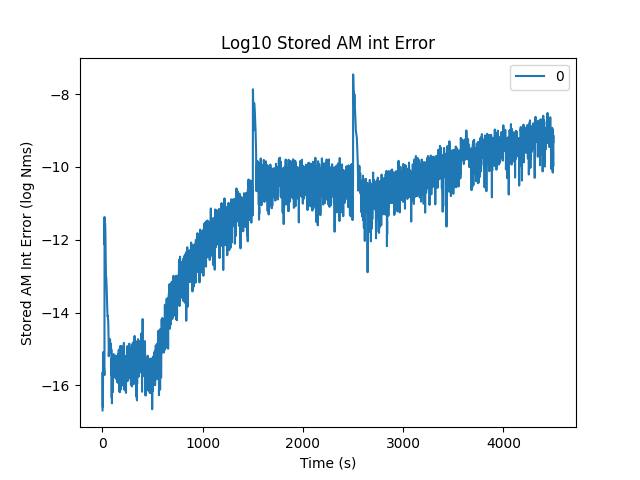 Log10 Stored AM int Error
0
Stored AM Int Error (log Nms)
−8
−10
−12
−14
−16
0 1000 2000 3000 4000
Time (s)